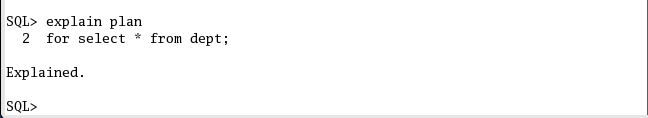 SQL> explain plan
2 for select * from dept;
Explained.
SQL>